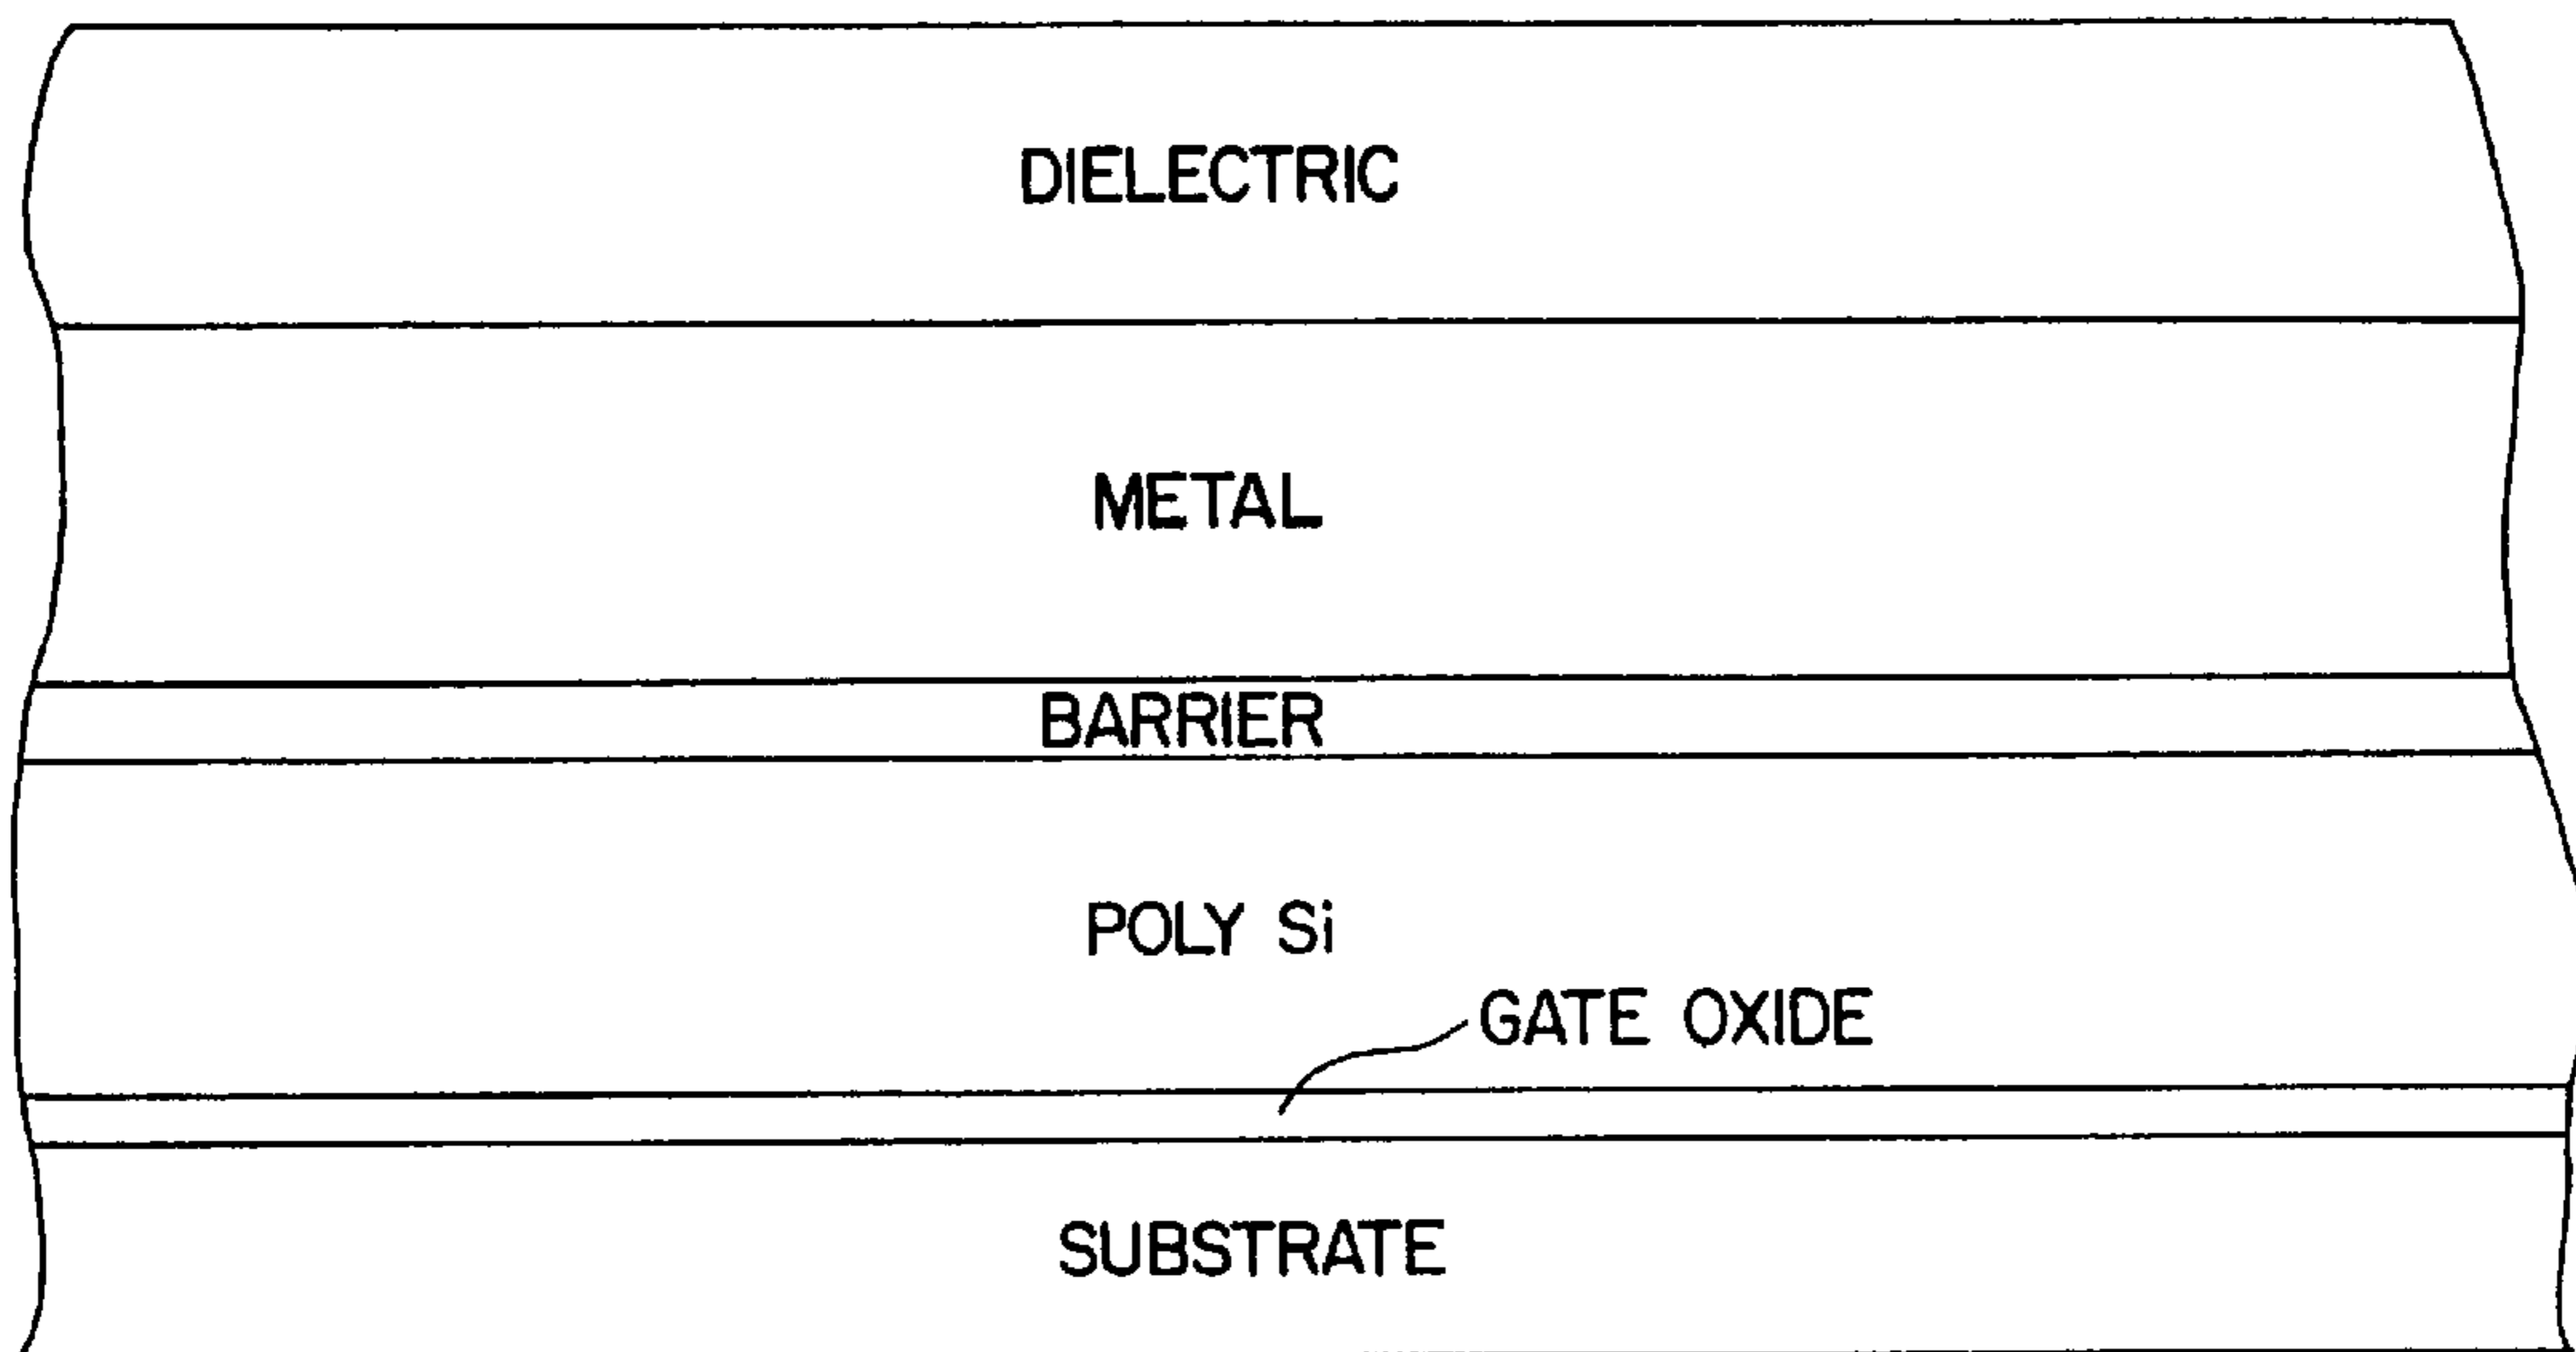 DIELECTRIC
METAL
BARRIER
POLY Si
GATE OXIDE
SUBSTRATE